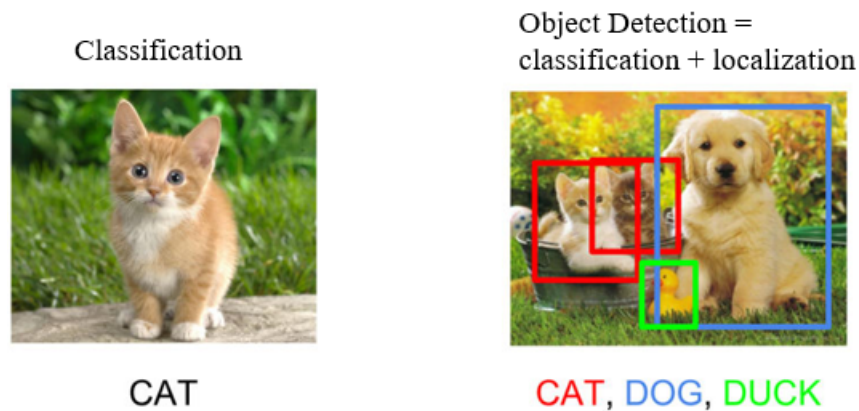 Classification
Object Detection =
classification + localization
CAT
CAT, DOG, DUCK